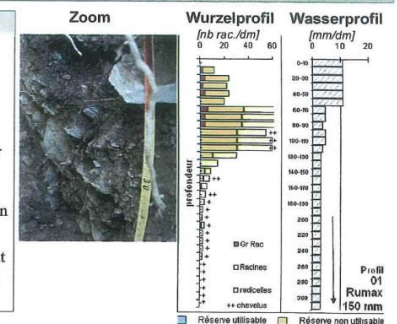 Zoom
Wurzelprofil
Wasserprofil
[nb rac./dm]
[mm/dm]
0 20 40 60
0 10 20
0-10
20-30
40-50
60-70
80-90
100-110
120-130
140-150
160-170
180-190
200
220
240
260
280
300
profondeur
Gr Rac
Racines
radicelles
++ chevelus
Profil
01
Rumax
150 mm
Réserve utilisable
Réserve non utilisable